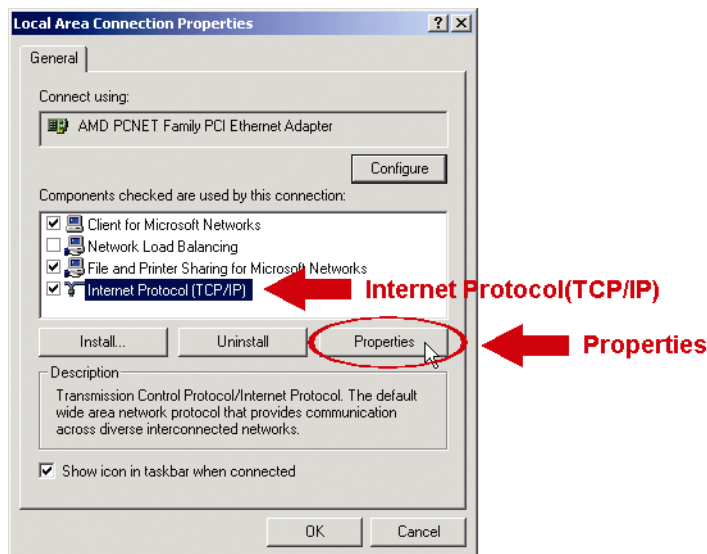 Local Area Connection Properties
General
Connect using:
AMD PCNET Family PCI Ethernet Adapter
Configure
Components checked are used by this connection:
Client for Microsoft Networks
Network Load Balancing
File and Printer Sharing for Microsoft Networks
Internet Protocol (TCP/IP)
Internet Protocol(TCP/IP)
Install...
Uninstall
Properties
Properties
Description
Transmission Control Protocol/Internet Protocol. The default
wide area network protocol that provides communication
across diverse interconnected networks.
Show icon in taskbar when connected
OK
Cancel